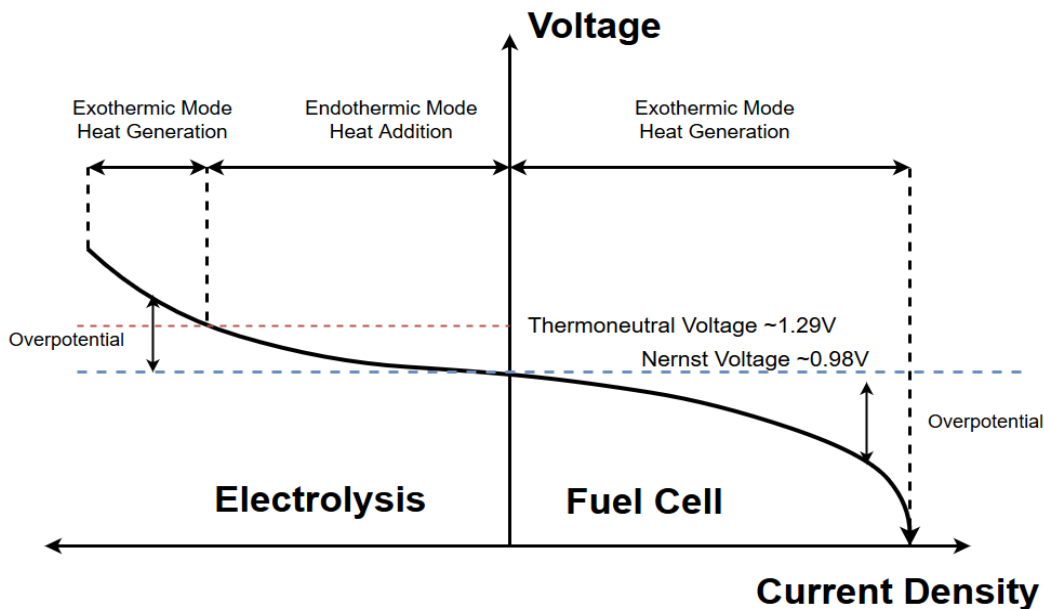 Voltage
Exothermic Mode
Heat Generation
Endothermic Mode
Heat Addition
Exothermic Mode
Heat Generation
Thermoneutral Voltage ~1.29V
Overpotential
Nernst Voltage ~0.98V
Overpotential
Electrolysis
Fuel Cell
Current Density